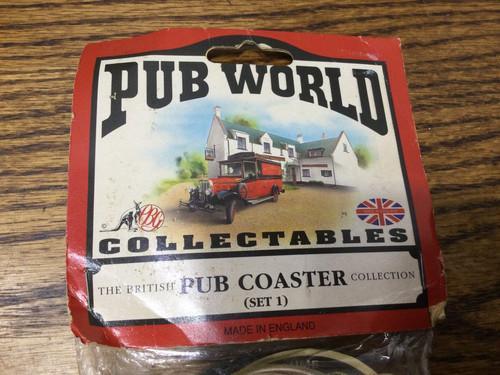 PUB WORLD
©
COLLECTABLES
THE BRITISH PUB COASTER COLLECTION
(SET 1)
MADE IN ENGLAND